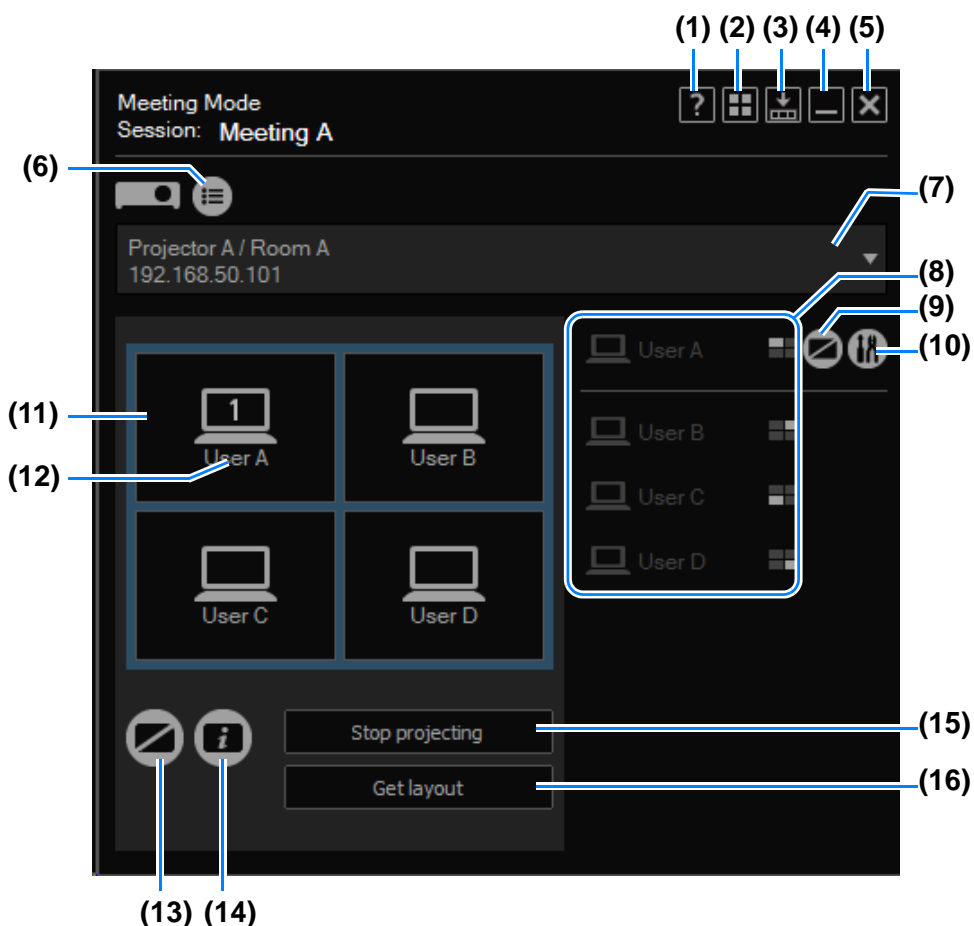 (1) (2) (3) (4) (5)
?
Meeting Mode
Session: Meeting A
(6)
(7)
Projector A / Room A
192.168.50.101
(8)
(9)
(10)
User A
User B
User C
User D
(11)
1
User A
User B
(12)
User C
User D
i
Stop projecting
(15)
Get layout
(16)
(13) (14)